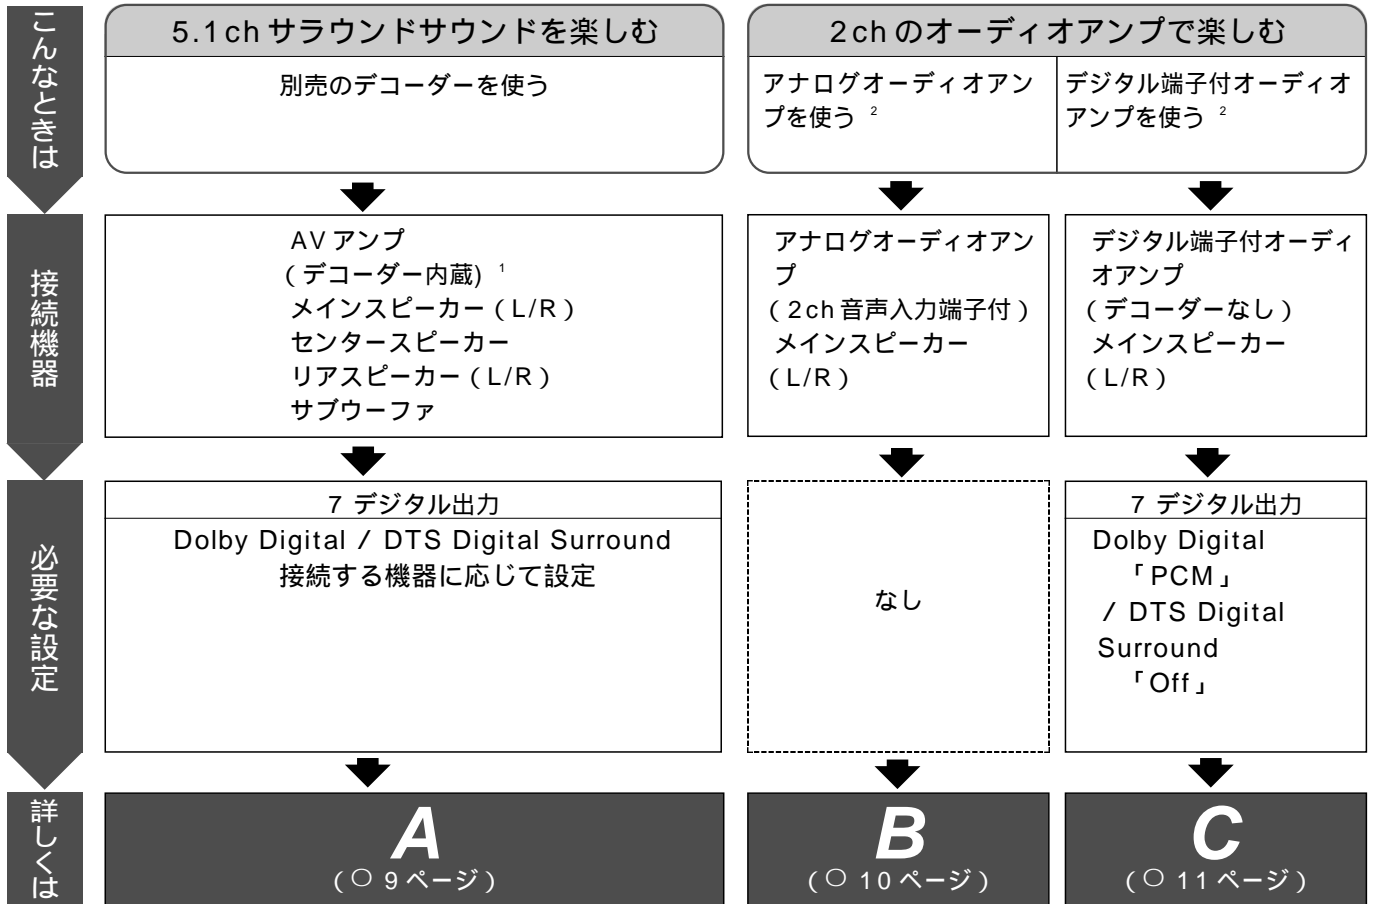 こんなときは
5.1ch サラウンドサウンドを楽しむ
別売のデコーダーを使う
2ch のオーディオアンプで楽しむ
アナログオーディオアン
プを使う 2
デジタル端子付オーディオ
アンプを使う 2
接続機器
AV アンプ
(デコーダー内蔵) 1
メインスピーカー(L/R)
センタースピーカー
リアスピーカー(L/R)
サブウーファ
アナログオーディオアン
プ
(2ch 音声入力端子付)
メインスピーカー
(L/R)
デジタル端子付オーディ
オアンプ
(デコーダーなし)
メインスピーカー
(L/R)
必要な設定
7 デジタル出力
Dolby Digital / DTS Digital Surround
接続する機器に応じて設定
なし
7 デジタル出力
Dolby Digital
「PCM」
/ DTS Digital
Surround
「Off」
詳しくは
A
(○ 9 ページ)
B
(○ 10 ページ)
C
(○ 11 ページ)